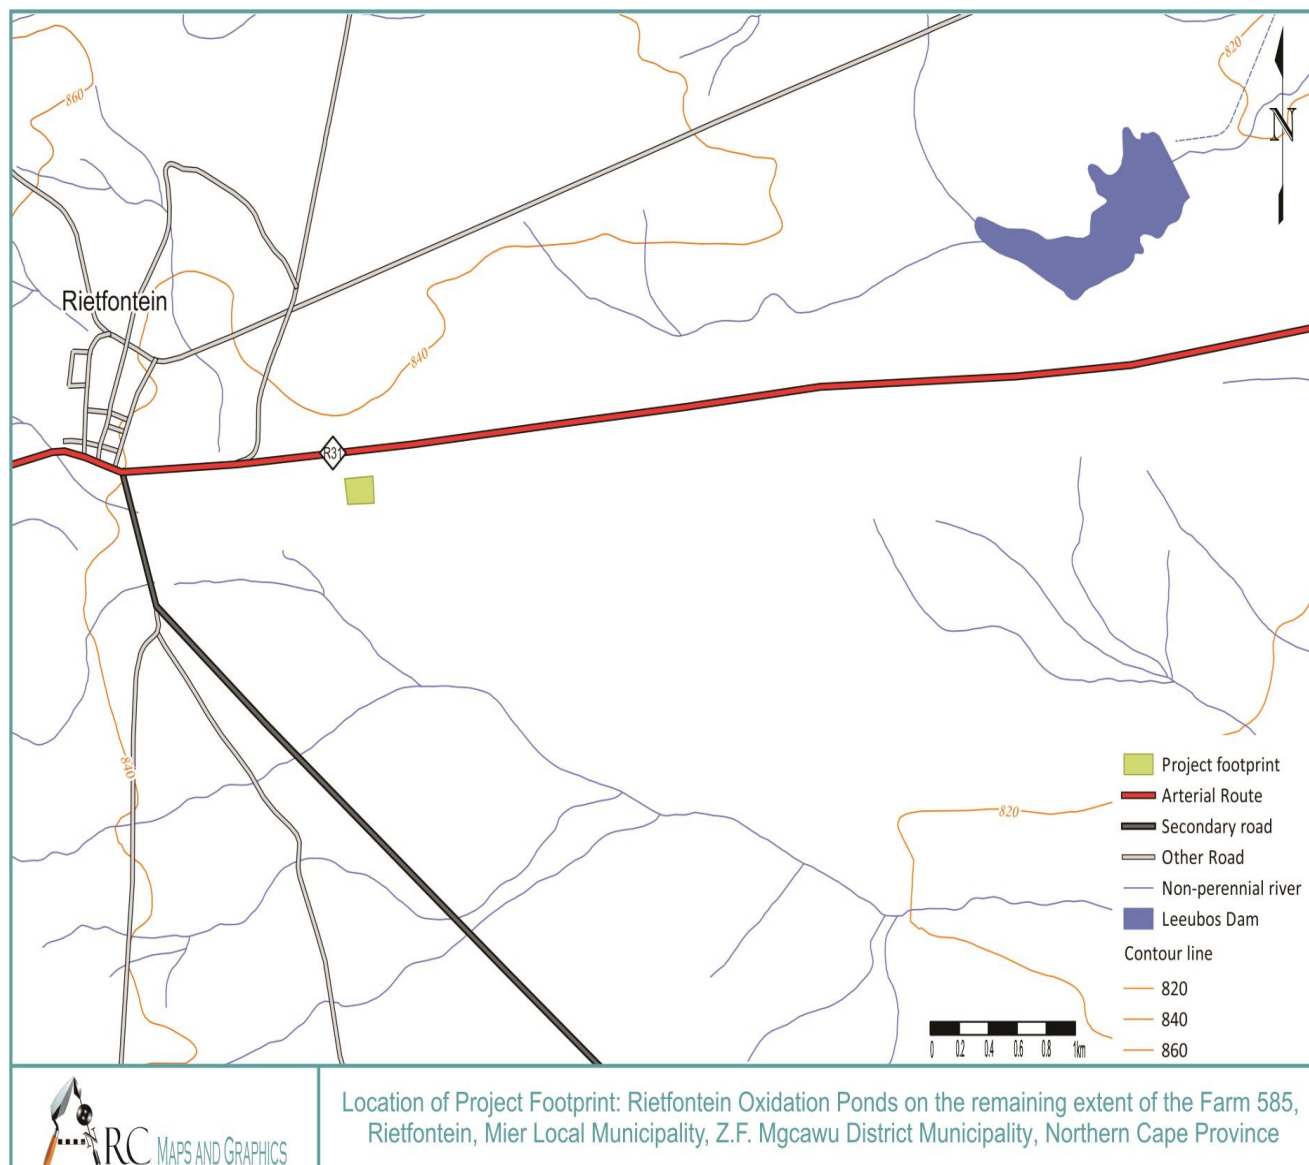 860
820
N
Rietfontein
840
R31
840
820
Project footprint
Arterial Route
Secondary road
Other Road
Non-perennial river
Leeubos Dam
Contour line
820
840
860
0 0.2 0.4 0.6 0.8 1km
N
RC MAPS AND GRAPHICS
Location of Project Footprint: Rietfontein Oxidation Ponds on the remaining extent of the Farm 585,
Rietfontein, Mier Local Municipality, Z.F. Mgcawu District Municipality, Northern Cape Province